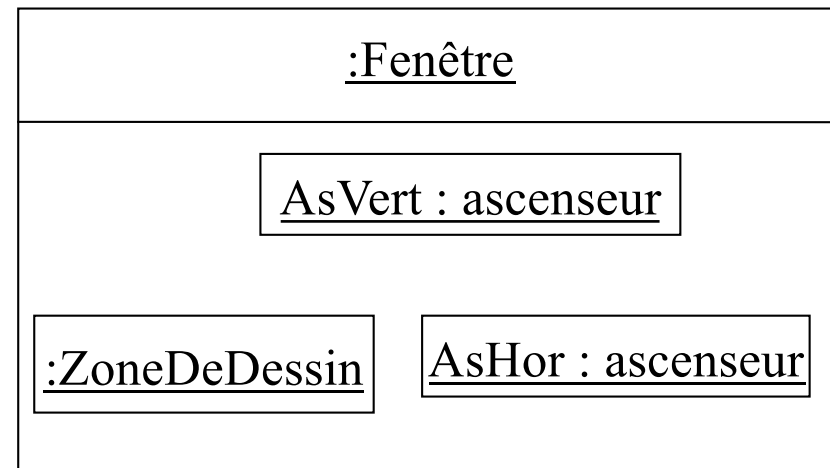 :Fenêtre
AsVert : ascenseur
:ZoneDeDessin
AsHor : ascenseur